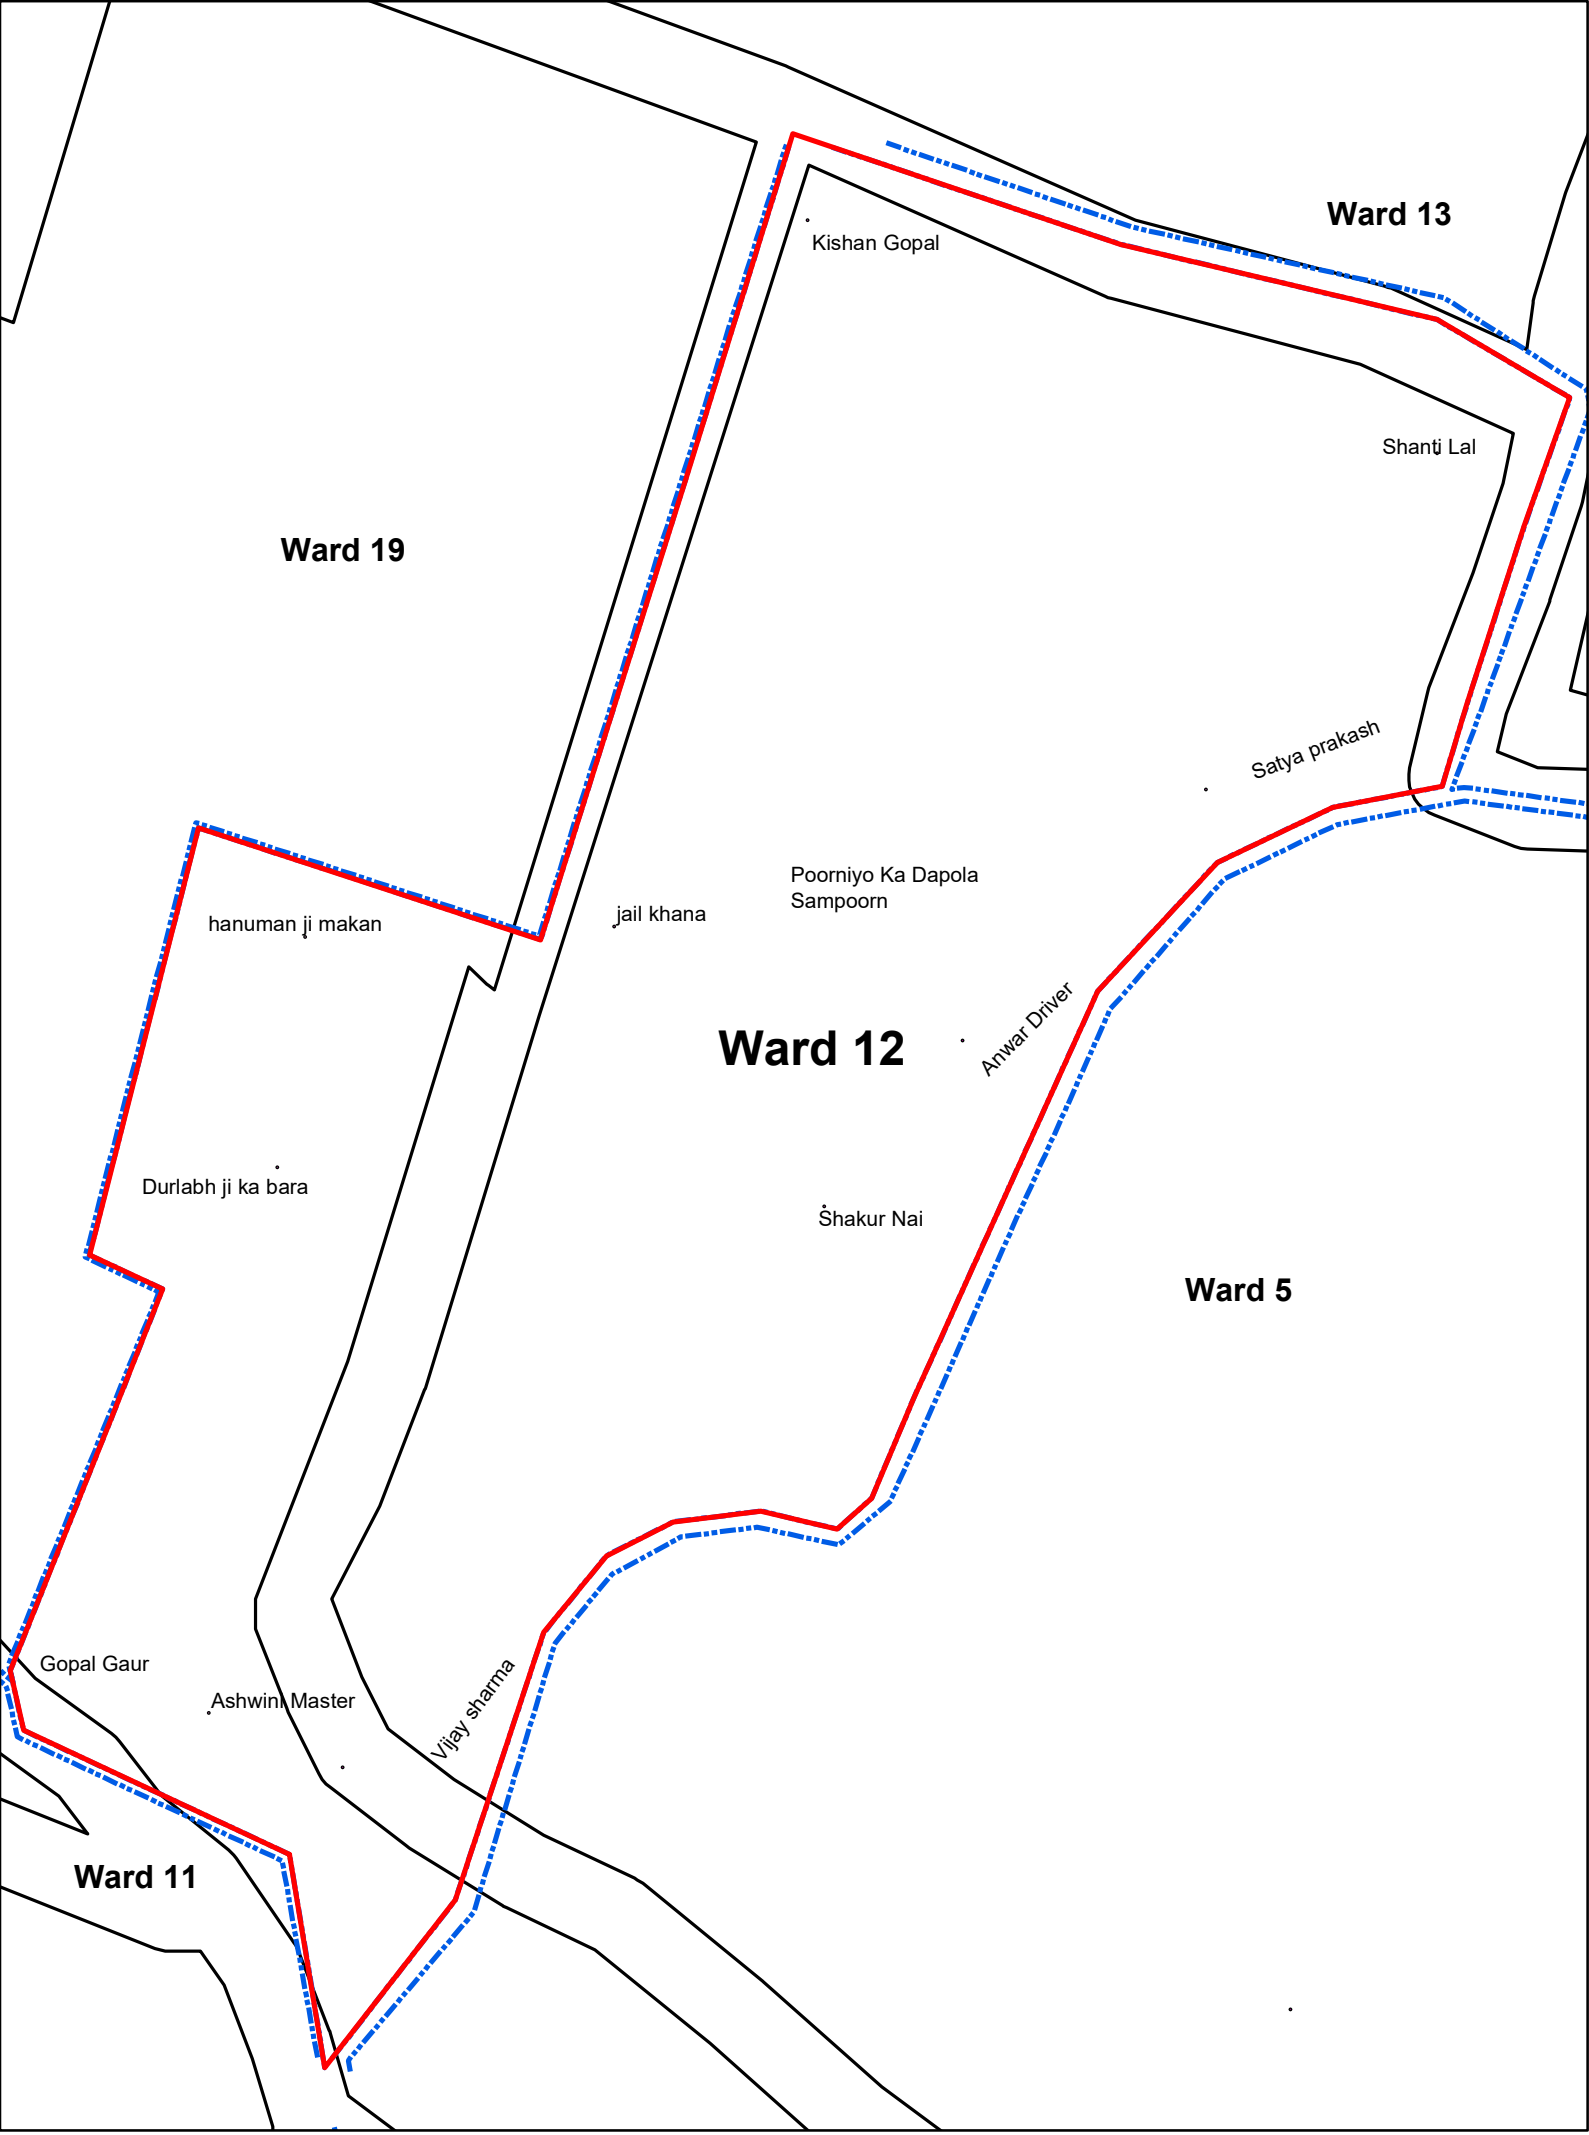 Ward 13
Kishan Gopal
Shanti Lal
Ward 19
Satya prakash
Poorniyo Ka Dapola
Sampoorn
jail khana
hanuman ji makan
Anwar Driver
Ward 12
Durlabh ji ka bara
Shakur Nai
Ward 5
Gopal Gaur
Ashwini Master
Vijay sharma
Ward 11